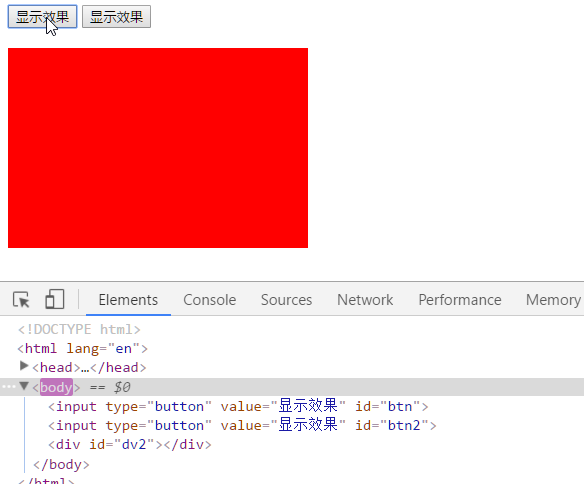 显示效果 显示效果
Elements Console Sources Network Performance Memory
<!DOCTYPE html>
<html lang="en">
<head>…</head>
<body> == $0
<input type="button" value="显示效果" id="btn">
<input type="button" value="显示效果" id="btn2">
<div id="dv2"></div>
</body>
</html>